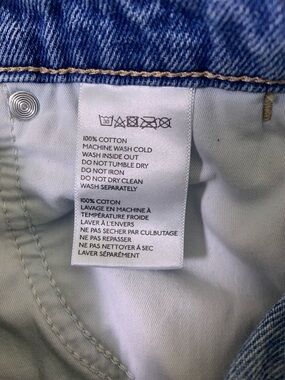 100% COTTON
MACHINE WASH COLD
WASH INSIDE OUT
DO NOT TUMBLE DRY
DO NOT IRON
DO NOT DRY CLEAN
WASH SEPARATELY
100% COTON
LAVAGE EN MACHINE À
TEMPÉRATURE FROIDE
LAVER À L'ENVERS
NE PAS SECHER PAR CULBUTAGE
NE PAS REPASSER
NE PAS NETTOYER À SEC
LAVER SÉPARÉMENT